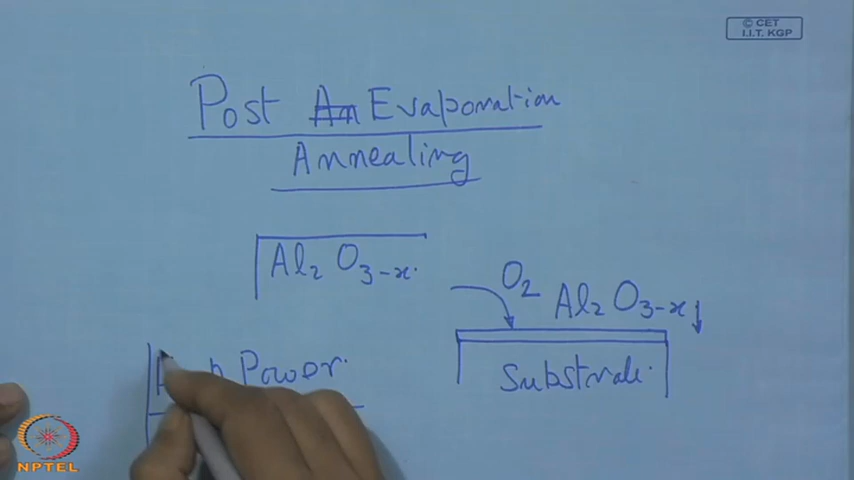 © CET
I.I.T. KGP
Post An Evaporation
Annealing
Al₂ O₃₋ₓ.
O₂ Al₂ O₃₋ₓ↓
Power.
Substrate.
NPTEL